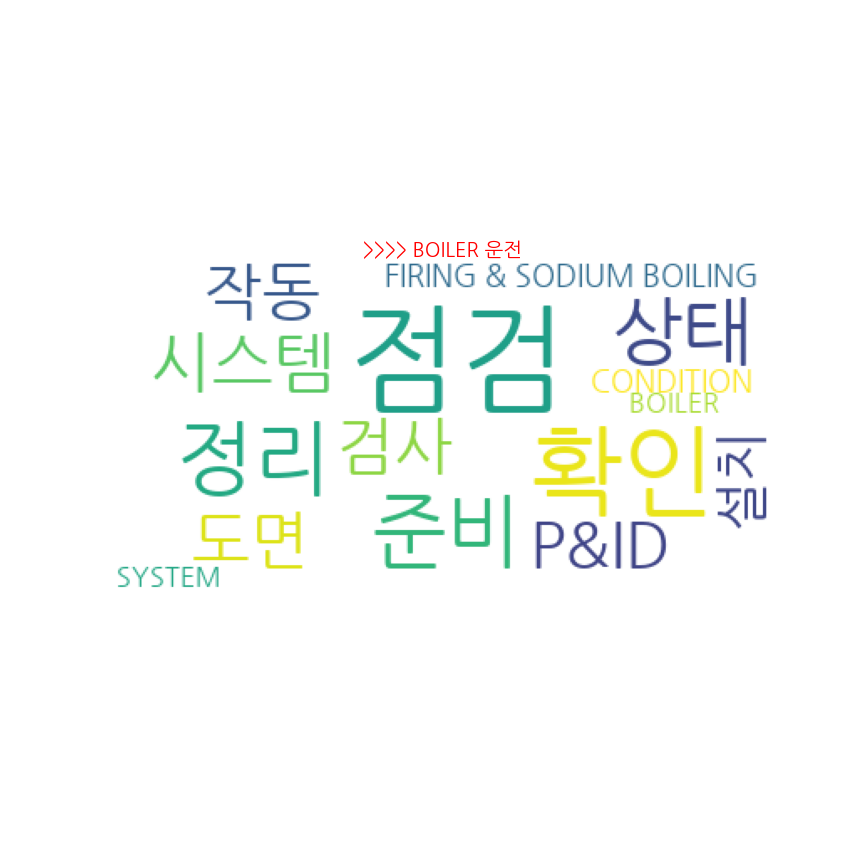 >>>> BOILER 운전
작동
FIRING & SODIUM BOILING
시스템
점검
상태
CONDITION
BOILER
정리
검사
확인
설치
도면
준비
P&ID
SYSTEM